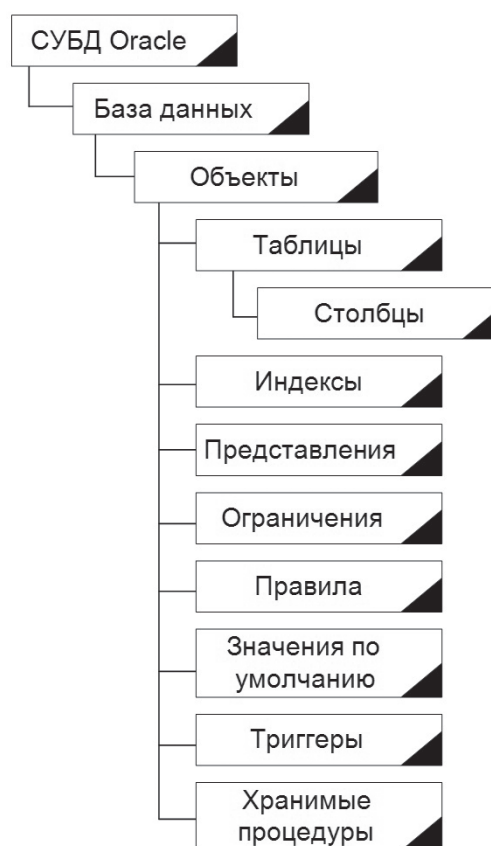 СУБД Oracle
База данных
Объекты
Таблицы
Столбцы
Индексы
Представления
Ограничения
Правила
Значения по
умолчанию
Триггеры
Хранимые
процедуры